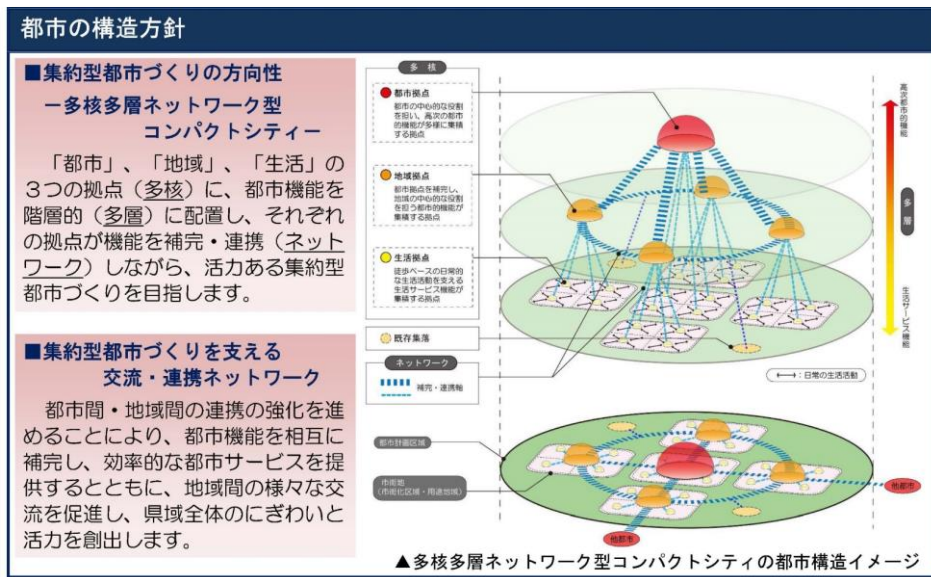 都市の構造方針
■集約型都市づくりの方向性
－多核多層ネットワーク型
コンパクトシティー
「都市」、「地域」、「生活」の
３つの拠点（多核）に、都市機能を
階層的（多層）に配置し、それぞれ
の拠点が機能を補完・連携（ネット
ワーク）しながら、活力ある集約型
都市づくりを目指します。
■集約型都市づくりを支える
交流・連携ネットワーク
都市間・地域間の連携の強化を進
めることにより、都市機能を相互に
補完し、効率的な都市サービスを提
供するとともに、地域間の様々な交
流を促進し、県域全体のにぎわいと
活力を創出します。
多 核
都市拠点
都市の中心的な役割
を担い、高次の都市
的機能が多様に集積
する拠点
地域拠点
都市拠点を補完し、
地域の中心的な役割
を担う都市的機能が
集積する拠点
生活拠点
徒歩ベースの日常的
な生活活動を支える
生活サービス機能が
集積する拠点
既存集落
ネットワーク
補完・連携軸
高次都市的機能
多 層
生活サービス機能
：日常の生活活動
都市計画区域
市街地
（市街化区域・用途地域）
他都市
他都市
▲多核多層ネットワーク型コンパクトシティの都市構造イメージ